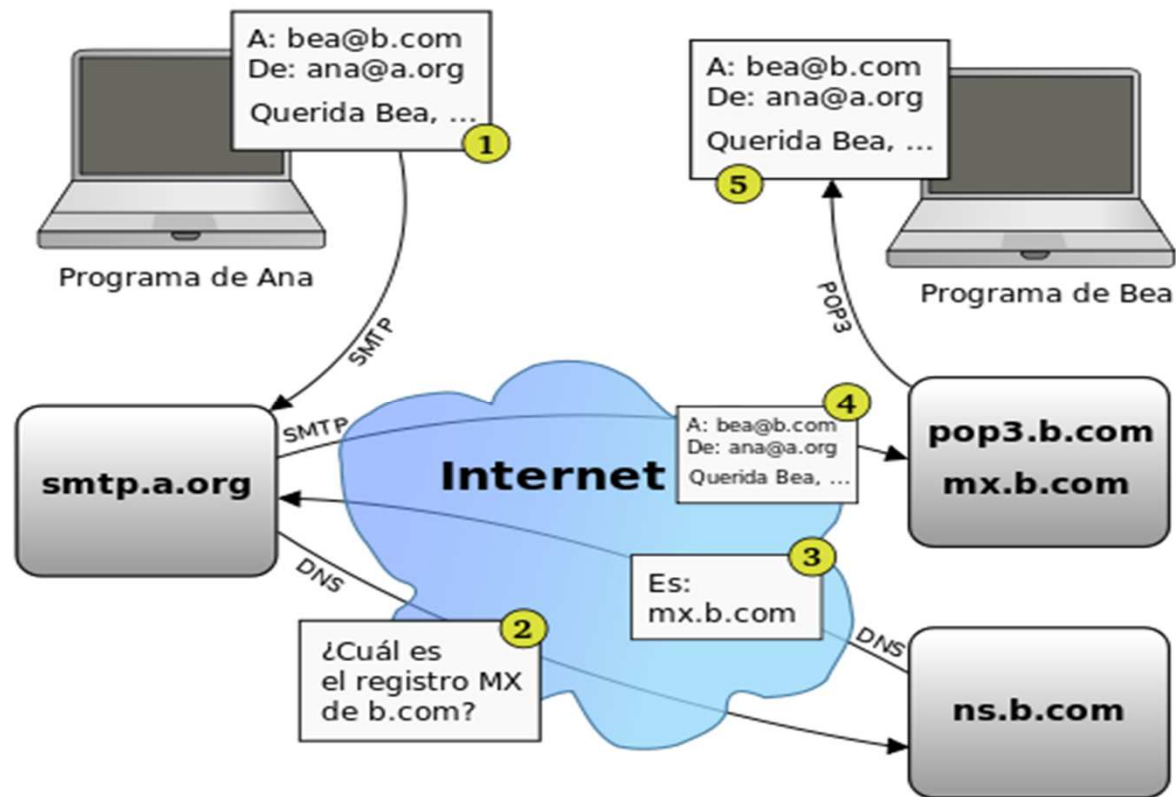 A: bea@b.com
De: ana@a.org
Querida Bea, ...
1
Programa de Ana
A: bea@b.com
De: ana@a.org
Querida Bea, ...
5
Programa de Bea
SMTP
POP3
smtp.a.org
SMTP
Internet
A: bea@b.com
De: ana@a.org
Querida Bea, ...
4
pop3.b.com
mx.b.com
DNS
¿Cuál es
el registro MX
de b.com?
2
Es:
mx.b.com
3
DNS
ns.b.com